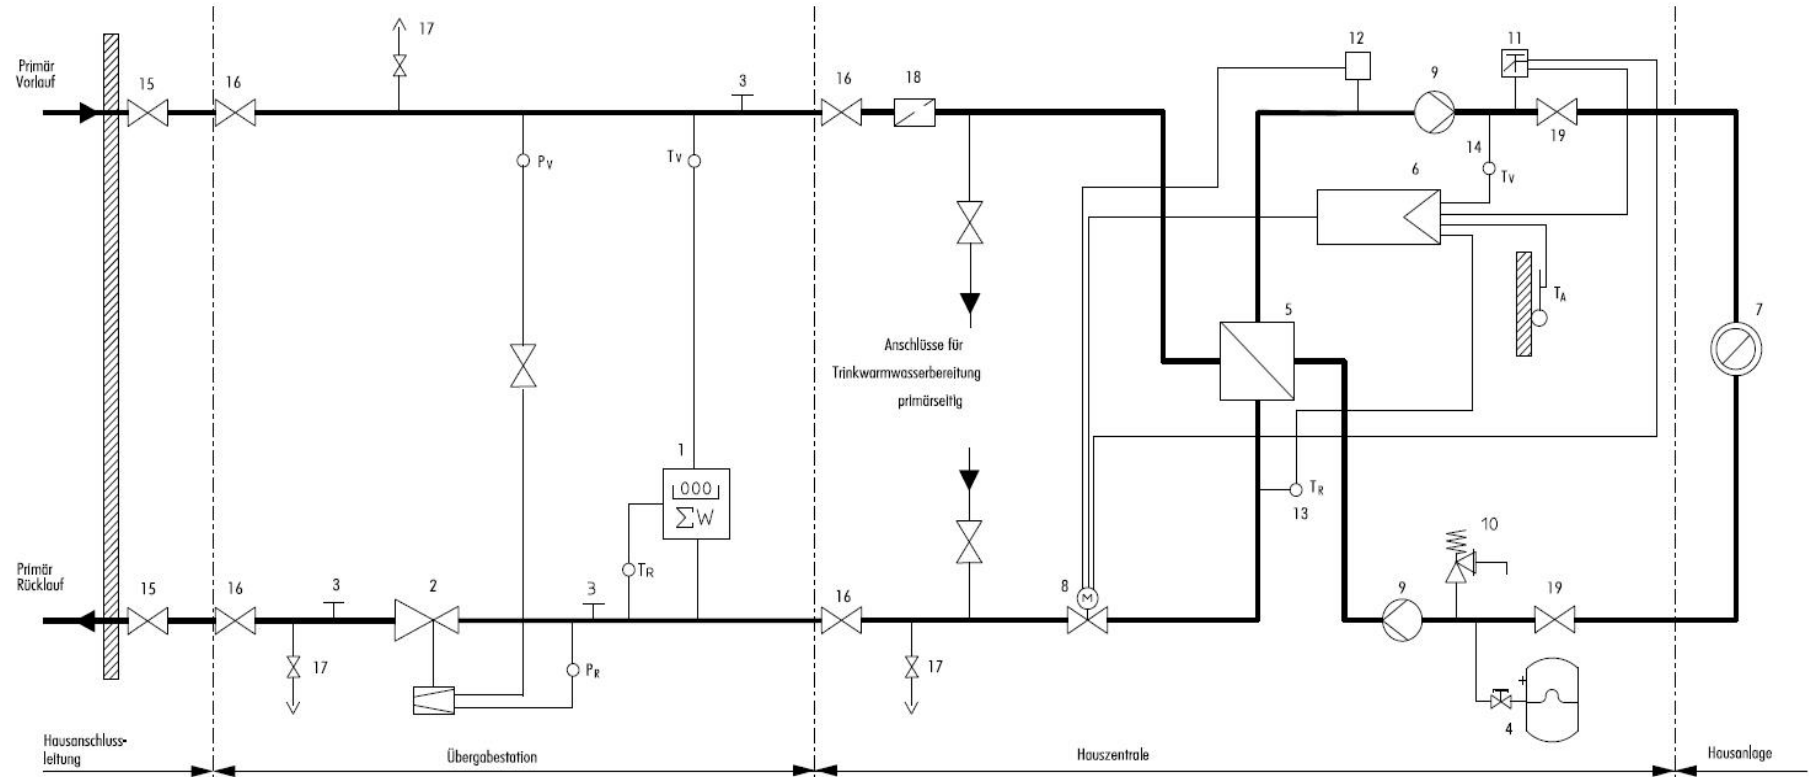 17
12
11
Primär
Vorlauf
15
16
3
16
18
9
19
14
PV
TV
6
TV
TA
5
7
Anschlüsse für
Trinkwarmwasserbereitung
primärseitig
1
000
ΣW
TR
13
10
Primär
Rücklauf
15
16
3
2
3
TR
16
8
M
9
19
17
PR
17
+
4
Hausanschluss-
leitung
Übergabestation
Hauszentrale
Hausanlage